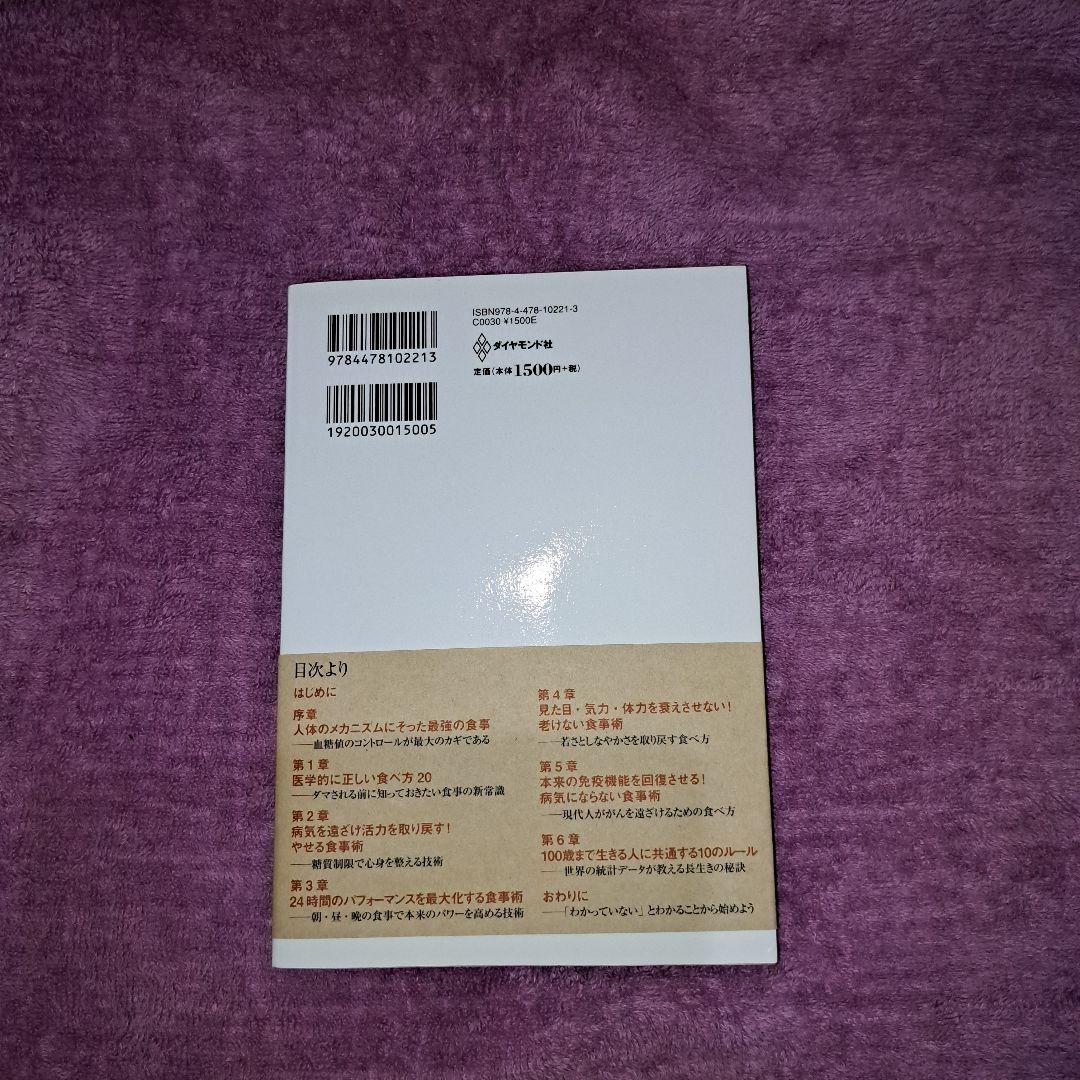 9784478102213
1920030015005
ISBN978-4-478-10221-3
C0030 ¥1500E
ダイヤモンド社
定価(本体1500円+税)
目次より
はじめに
序章
人体のメカニズムにそった最強の食事
——血糖値のコントロールが最大のカギである
第1章
医学的に正しい食べ方20
——ダマされる前に知っておきたい食事の新常識
第2章
病気を遠ざけ活力を取り戻す!
やせる食事術
——糖質制限で心身を整える技術
第3章
24時間のパフォーマンスを最大化する食事術
——朝・昼・晩の食事で本来のパワーを高める技術
第4章
見た目・気力・体力を衰えさせない!
老けない食事術
——若さとしなやかさを取り戻す食べ方
第5章
本来の免疫機能を回復させる!
病気にならない食事術
——現代人ががんを遠ざけるための食べ方
第6章
100歳まで生きる人に共通する10のルール
——世界の統計データが教える長生きの秘訣
おわりに
——「わかっていない」とわかることから始めよう